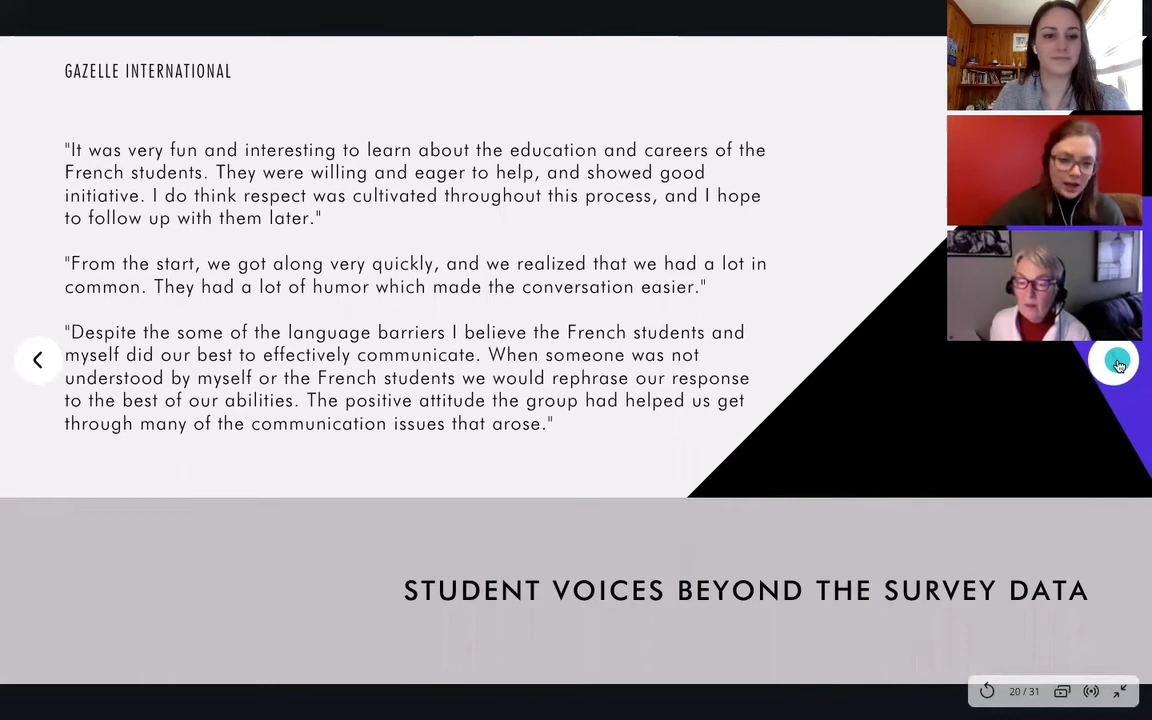 GAZELLE INTERNATIONAL
"It was very fun and interesting to learn about the education and careers of the
French students. They were willing and eager to help, and showed good
initiative. I do think respect was cultivated throughout this process, and I hope
to follow up with them later."
"From the start, we got along very quickly, and we realized that we had a lot in
common. They had a lot of humor which made the conversation easier."
"Despite the some of the language barriers I believe the French students and
myself did our best to effectively communicate. When someone was not
understood by myself or the French students we would rephrase our response
to the best of our abilities. The positive attitude the group had helped us get
through many of the communication issues that arose."
STUDENT VOICES BEYOND THE SURVEY DATA
20 / 31